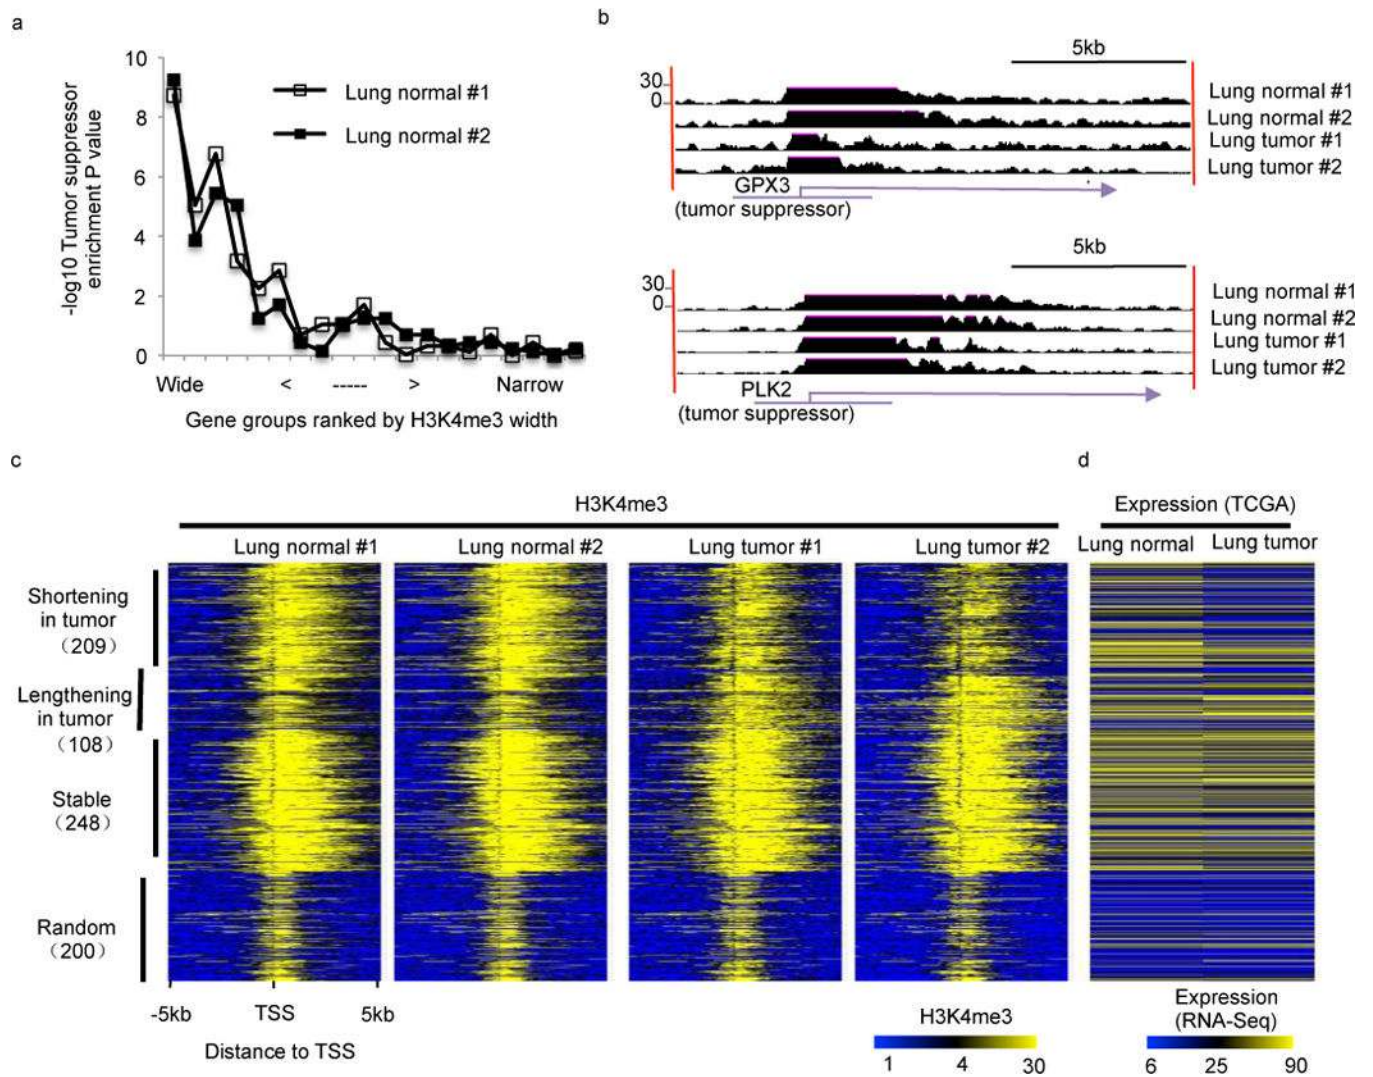 a
-log10 Tumor suppressor
enrichment P value
10
8
6
4
2
0
Lung normal #1
Lung normal #2
Wide < ----- > Narrow
Gene groups ranked by H3K4me3 width
b
5kb
30
0
Lung normal #1
Lung normal #2
Lung tumor #1
Lung tumor #2
GPX3
(tumor suppressor)
5kb
30
0
Lung normal #1
Lung normal #2
Lung tumor #1
Lung tumor #2
PLK2
(tumor suppressor)
c
H3K4me3
Lung normal #1 Lung normal #2 Lung tumor #1 Lung tumor #2
Shortening
in tumor
（209）
Lengthening
in tumor
（108）
Stable
（248）
Random
（200）
-5kb TSS 5kb
Distance to TSS
H3K4me3
1 4 30
d
Expression (TCGA)
Lung normal Lung tumor
Expression
(RNA-Seq)
6 25 90